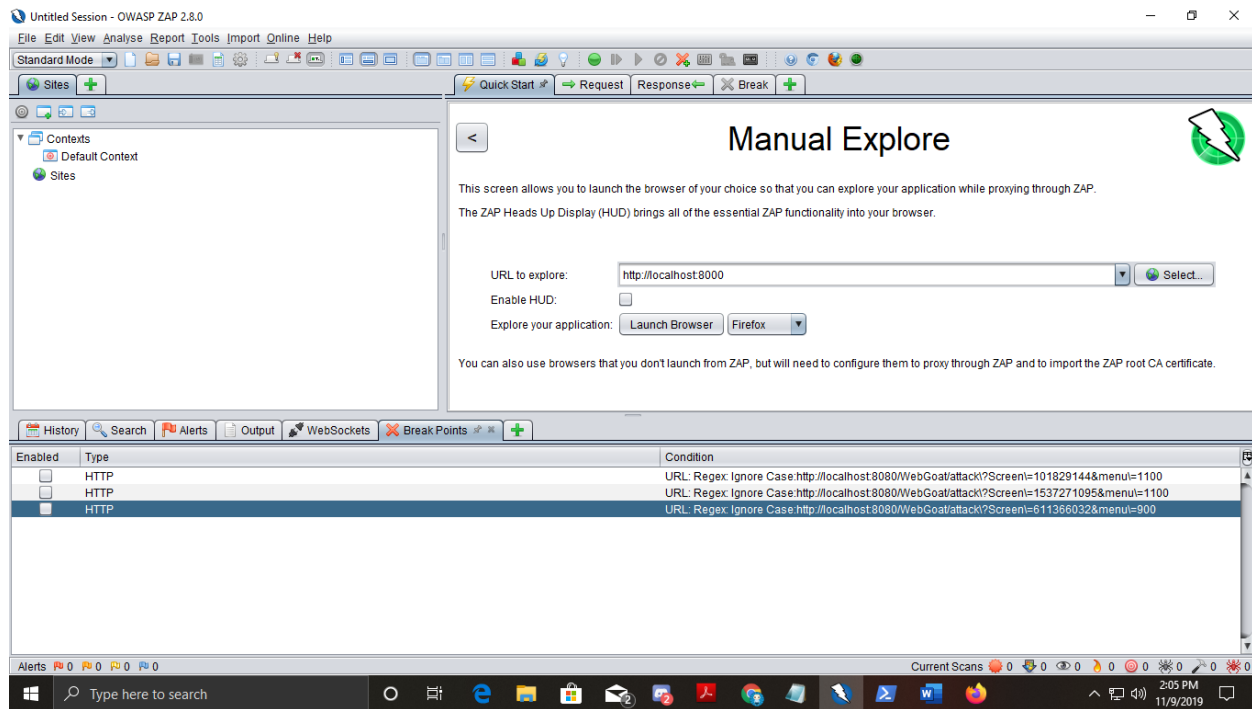 Untitled Session - OWASP ZAP 2.8.0
File Edit View Analyse Report Tools Import Online Help
Standard Mode
Sites
Quick Start
Request
Response
Break
Contexts
Default Context
Sites
<
Manual Explore
This screen allows you to launch the browser of your choice so that you can explore your application while proxying through ZAP.
The ZAP Heads Up Display (HUD) brings all of the essential ZAP functionality into your browser.
URL to explore:
http://localhost:8000
Select...
Enable HUD:
Explore your application:
Launch Browser
Firefox
You can also use browsers that you don't launch from ZAP, but will need to configure them to proxy through ZAP and to import the ZAP root CA certificate.
History
Search
Alerts
Output
WebSockets
Break Points
Enabled Type Condition
HTTP URL: Regex: Ignore Case:http://localhost:8080/WebGoat/attack\?Screen\=101829144&menu\=1100
HTTP URL: Regex: Ignore Case:http://localhost:8080/WebGoat/attack\?Screen\=1537271095&menu\=1100
HTTP URL: Regex: Ignore Case:http://localhost:8080/WebGoat/attack\?Screen\=611366032&menu\=900
Alerts 0 0 0 0
Current Scans 0 0 0 0 0 0 0 0
Type here to search
2
2
W
2:05 PM
11/9/2019